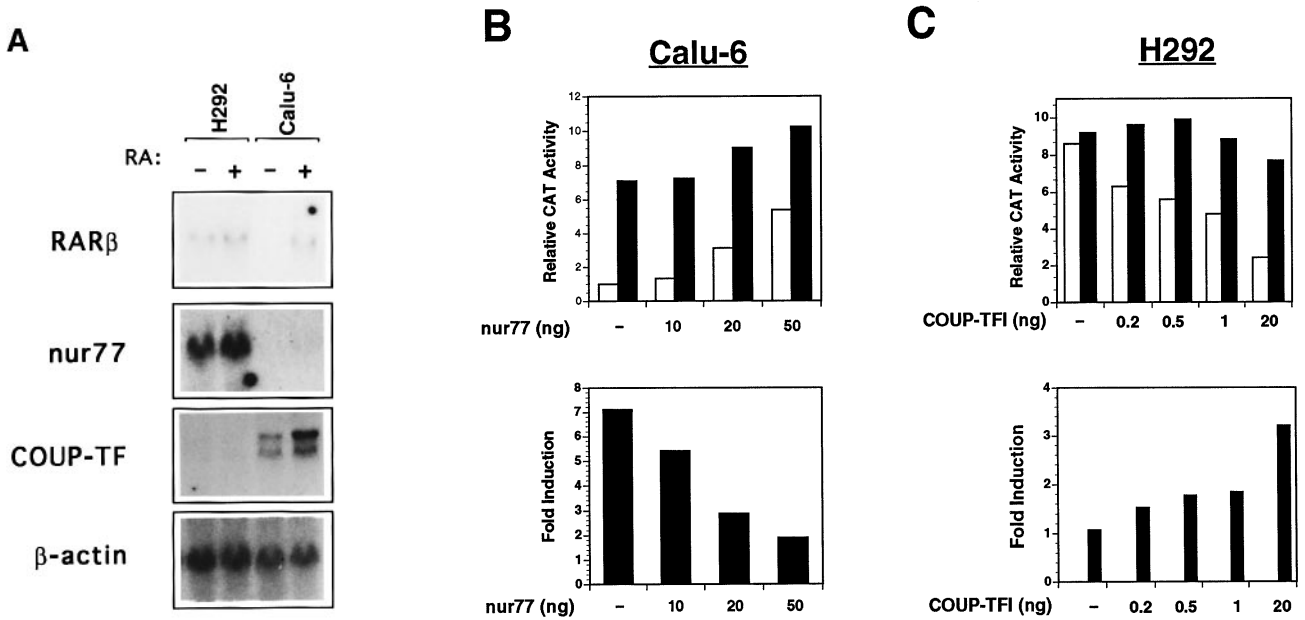 A
H292
Calu-6
RA:
− + − +
RARβ
nur77
COUP-TF
β-actin
B
Calu-6
Relative CAT Activity
12
10
8
6
4
2
0
nur77 (ng)
− 10 20 50
Fold Induction
8
7
6
5
4
3
2
1
0
nur77 (ng)
− 10 20 50
C
H292
Relative CAT Activity
10
8
6
4
2
0
COUP-TFI (ng)
− 0.2 0.5 1 20
Fold Induction
4
3
2
1
0
COUP-TFI (ng)
− 0.2 0.5 1 20